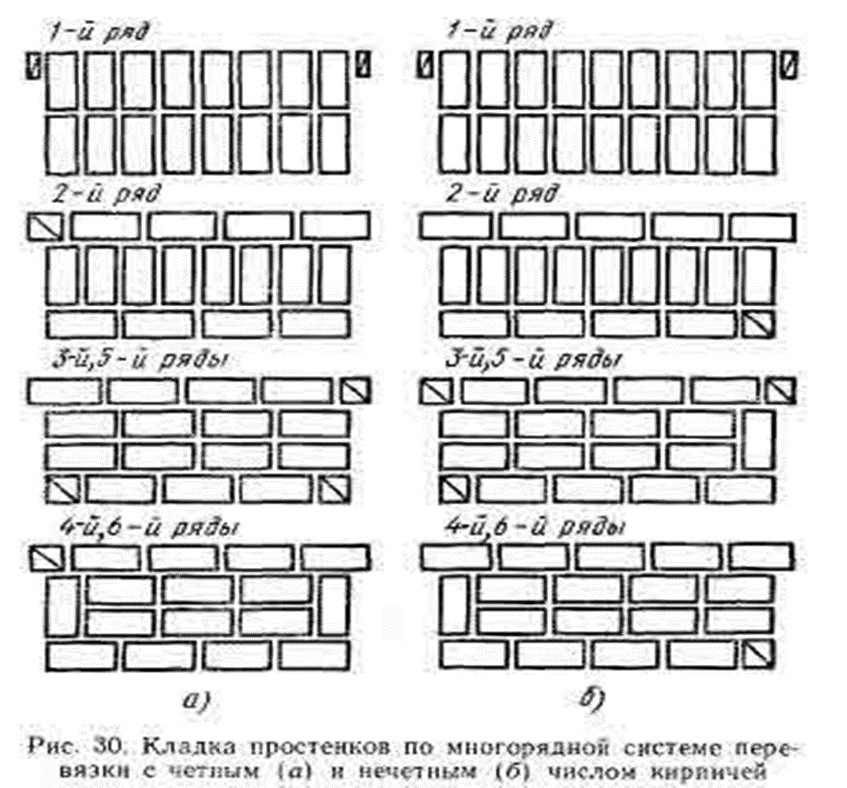 1-й ряд
1-й ряд
2-й ряд
2-й ряд
3-й,5-й ряды
3-й,5-й ряды
4-й,6-й ряды
4-й,6-й ряды
а)
б)
Рис. 30. Кладка простенков по многорядной системе пере-
вязки с четным (а) и нечетным (б) числом кирпичей